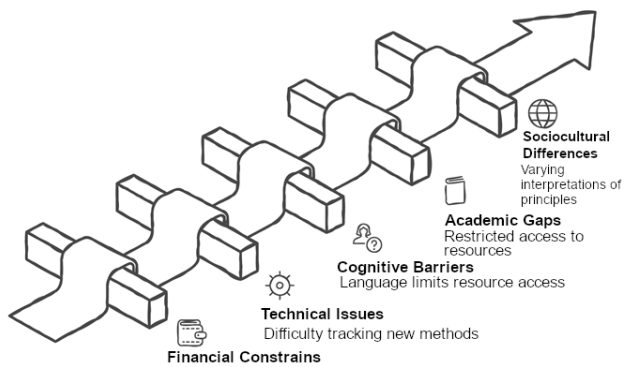 Sociocultural
Differences
Varying
interpretations of
principles
Academic Gaps
Restricted access to
resources
Cognitive Barriers
Language limits resource access
Technical Issues
Difficulty tracking new methods
Financial Constrains